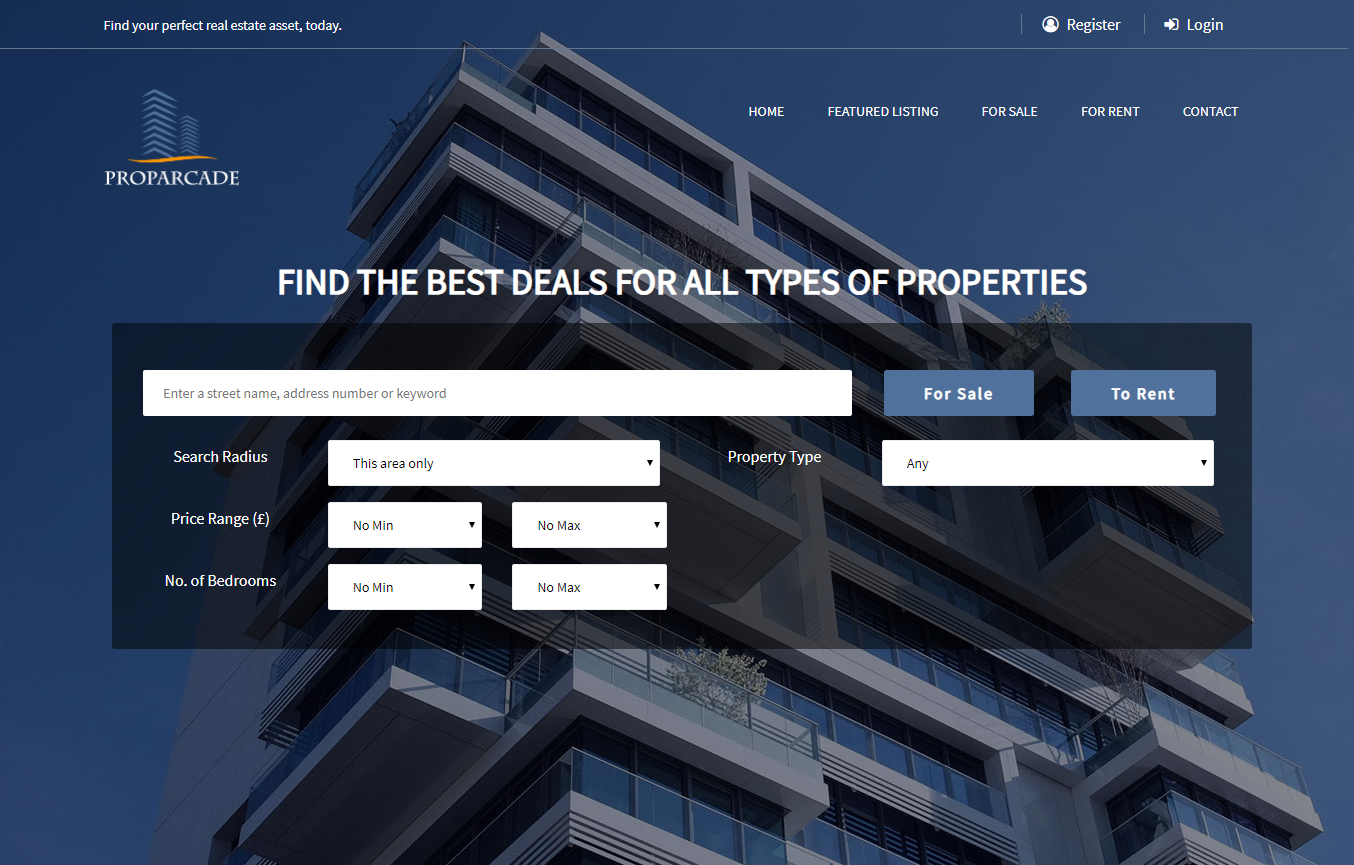 Find your perfect real estate asset, today.
Register
Login
PROPARCADE
HOME
FEATURED LISTING
FOR SALE
FOR RENT
CONTACT
FIND THE BEST DEALS FOR ALL TYPES OF PROPERTIES
Enter a street name, address number or keyword
For Sale
To Rent
Search Radius
This area only
Property Type
Any
Price Range (£)
No Min
No Max
No. of Bedrooms
No Min
No Max